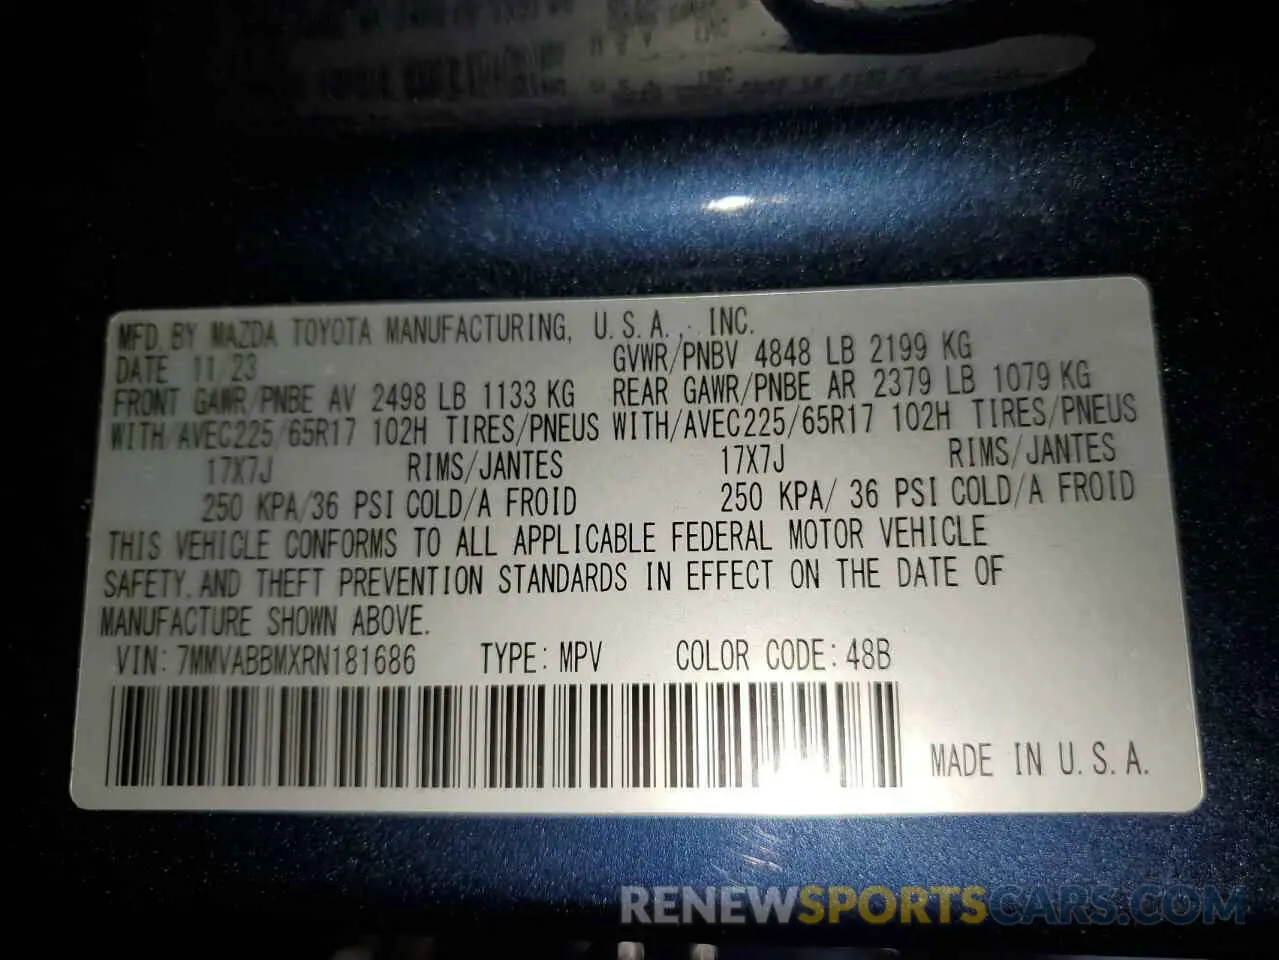 MFD. BY MAZDA TOYOTA MANUFACTURING, U.S.A., INC.
DATE 11/23 GVWR/PNBV 4848 LB 2199 KG
FRONT GAWR/PNBE AV 2498 LB 1133 KG REAR GAWR/PNBE AR 2379 LB 1079 KG
WITH/AVEC225/65R17 102H TIRES/PNEUS WITH/AVEC225/65R17 102H TIRES/PNEUS
17X7J RIMS/JANTES 17X7J RIMS/JANTES
250 KPA/36 PSI COLD/A FROID 250 KPA/ 36 PSI COLD/A FROID
THIS VEHICLE CONFORMS TO ALL APPLICABLE FEDERAL MOTOR VEHICLE
SAFETY, AND THEFT PREVENTION STANDARDS IN EFFECT ON THE DATE OF
MANUFACTURE SHOWN ABOVE.
VIN: 7MMVABBMXRN181686 TYPE: MPV COLOR CODE: 48B
MADE IN U.S.A.
RENEWSPORTSCARS.COM